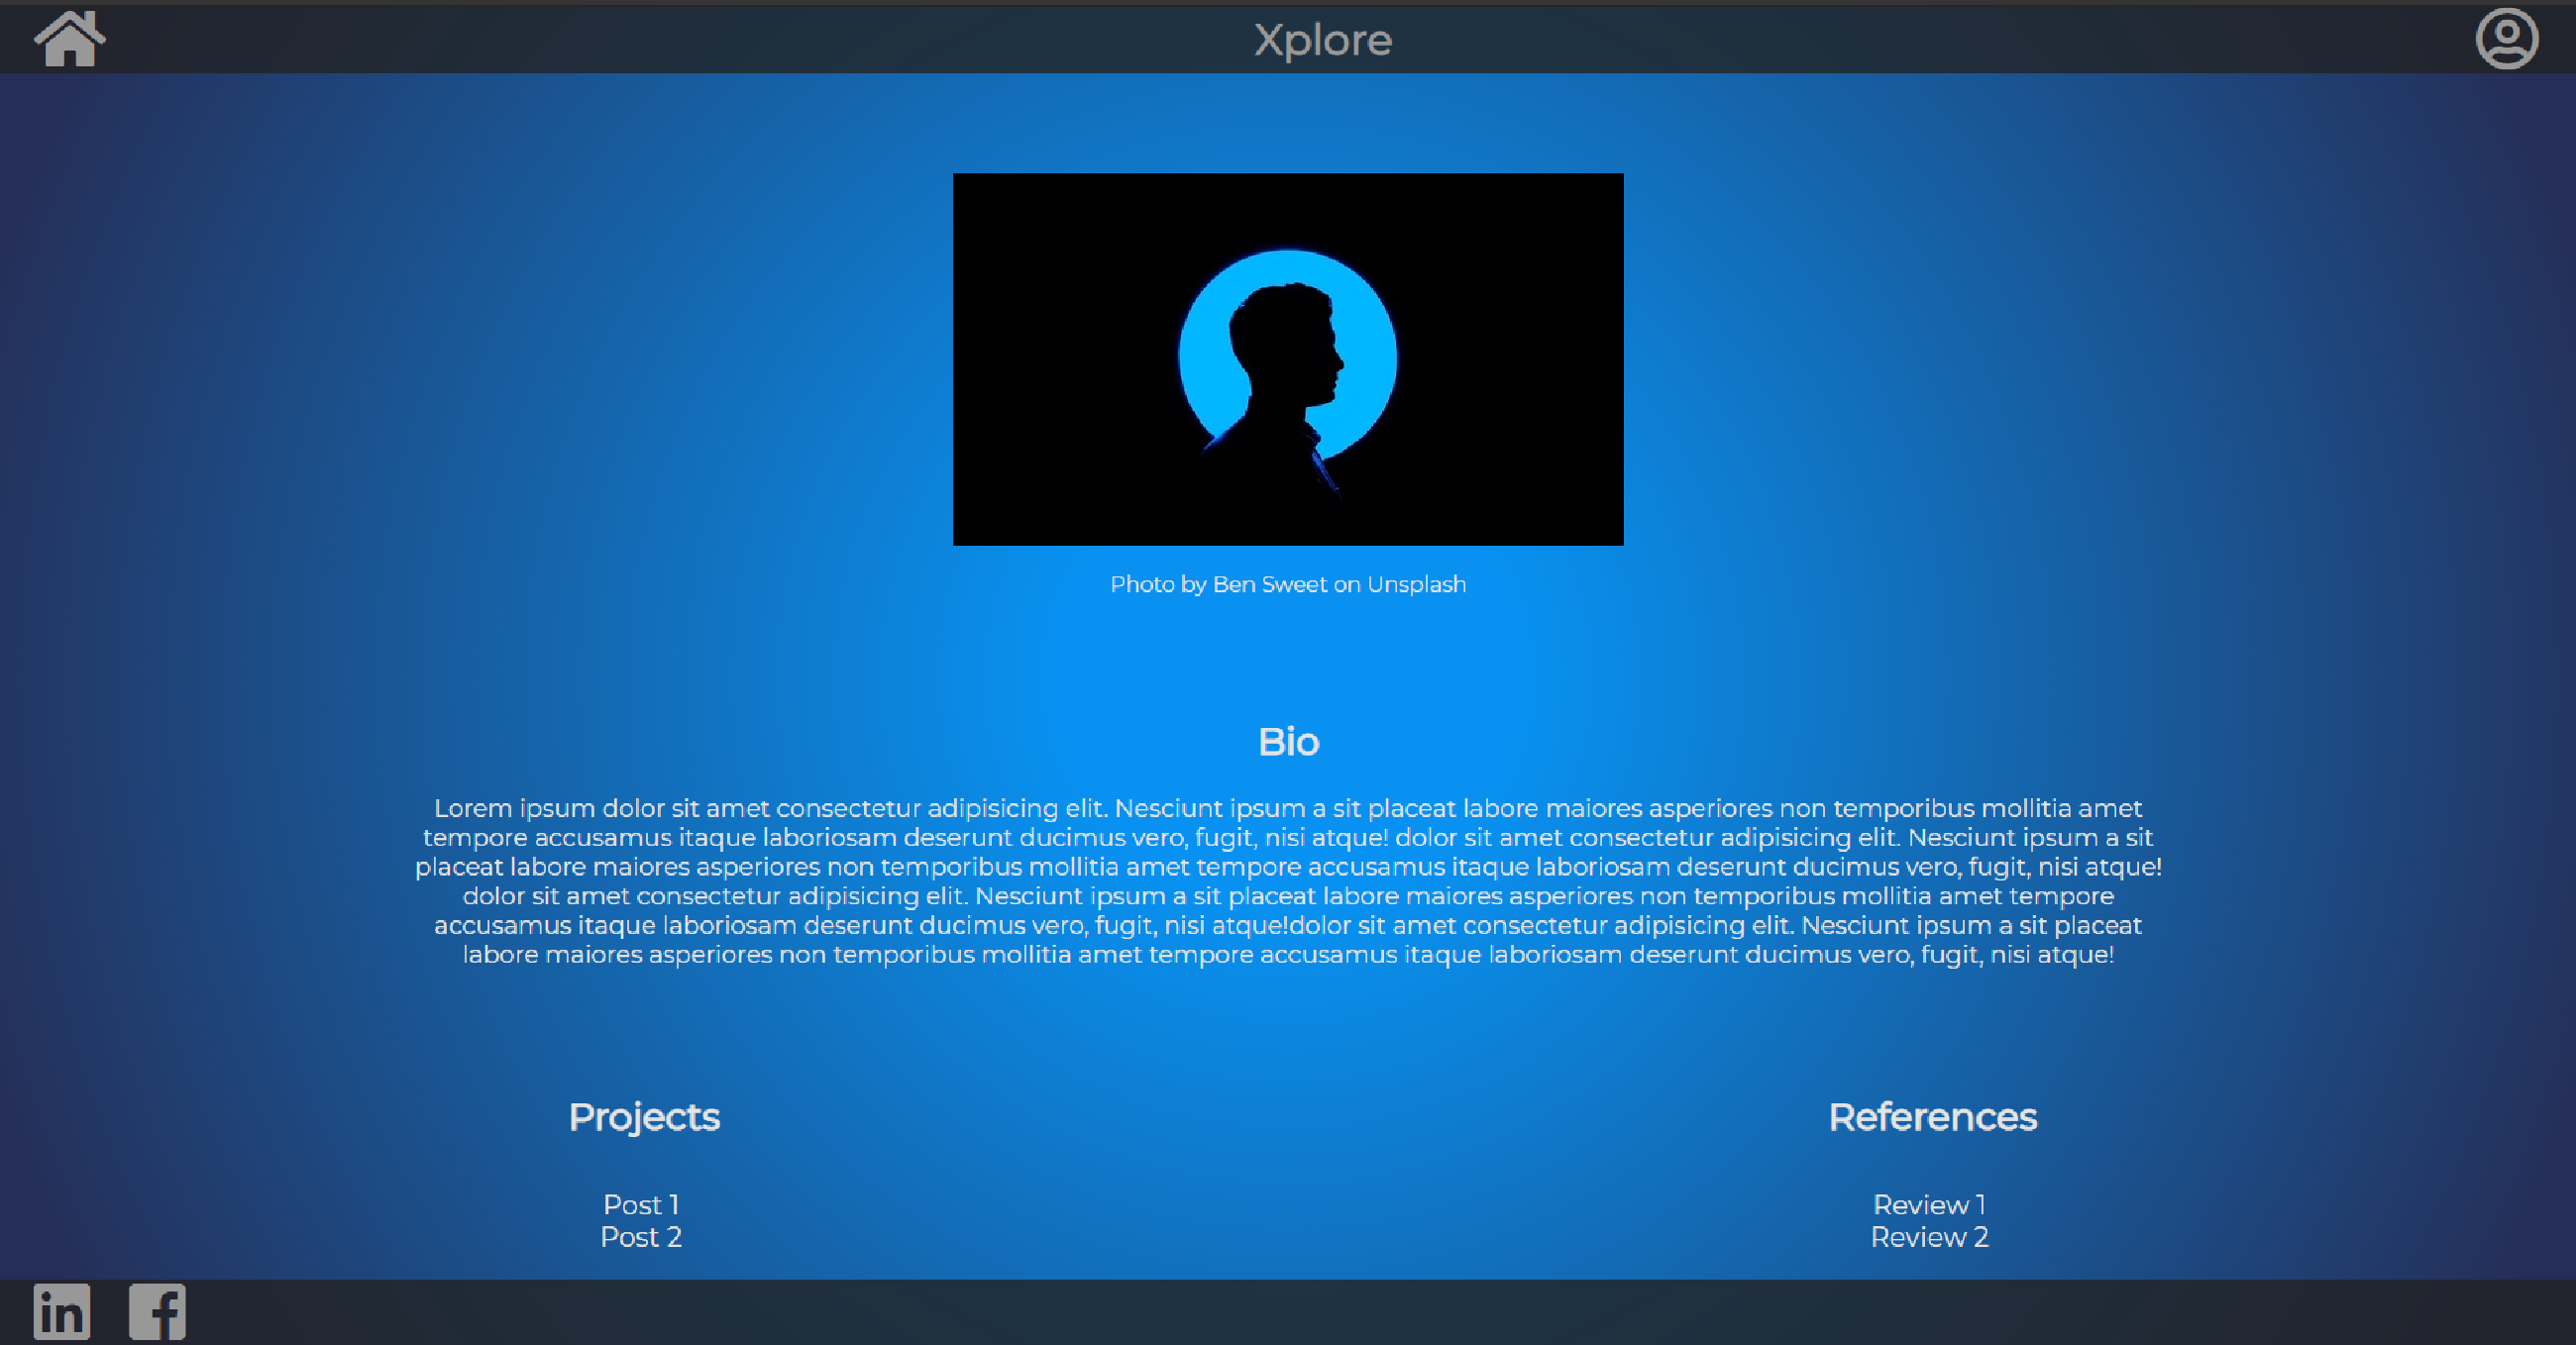 Xplore
Photo by Ben Sweet on Unsplash
Bio
Lorem ipsum dolor sit amet consectetur adipisicing elit. Nesciunt ipsum a sit placeat labore maiores asperiores non temporibus mollitia amet
tempore accusamus itaque laboriosam deserunt ducimus vero, fugit, nisi atque! dolor sit amet consectetur adipisicing elit. Nesciunt ipsum a sit
placeat labore maiores asperiores non temporibus mollitia amet tempore accusamus itaque laboriosam deserunt ducimus vero, fugit, nisi atque!
dolor sit amet consectetur adipisicing elit. Nesciunt ipsum a sit placeat labore maiores asperiores non temporibus mollitia amet tempore
accusamus itaque laboriosam deserunt ducimus vero, fugit, nisi atque!dolor sit amet consectetur adipisicing elit. Nesciunt ipsum a sit placeat
labore maiores asperiores non temporibus mollitia amet tempore accusamus itaque laboriosam deserunt ducimus vero, fugit, nisi atque!
Projects
Post 1
Post 2
References
Review 1
Review 2
in f